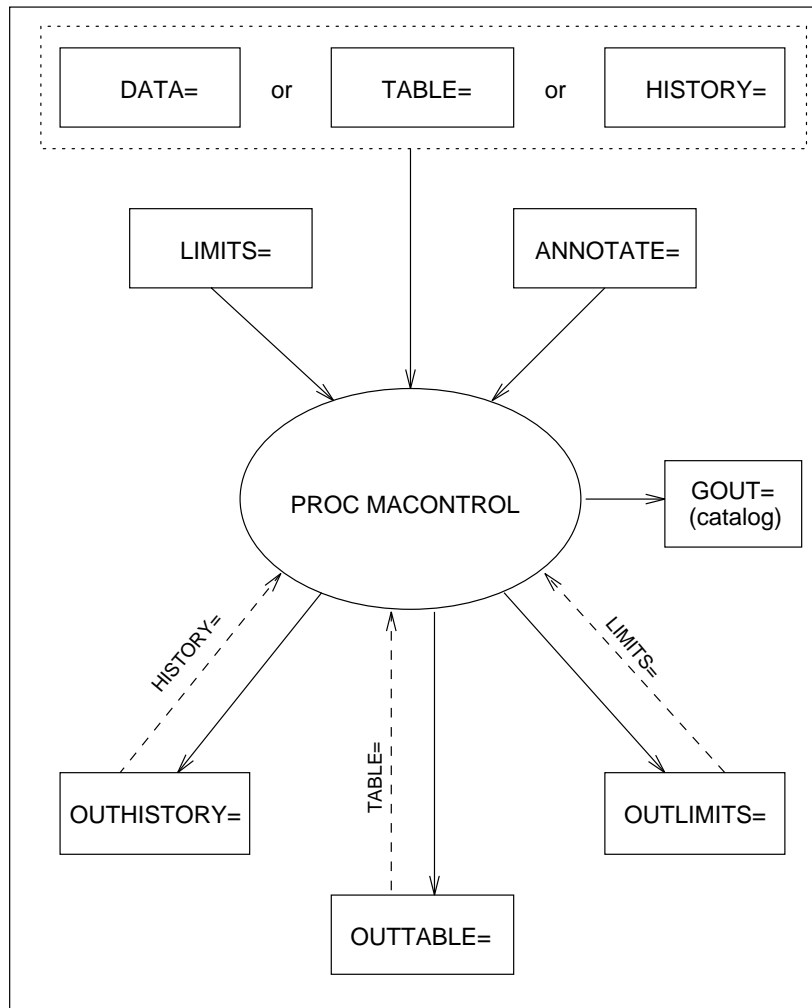 DATA= or TABLE= or HISTORY=
LIMITS= ANNOTATE=
PROC MACONTROL
GOUT=
(catalog)
HISTORY=
TABLE=
LIMITS=
OUTHISTORY= OUTLIMITS=
OUTTABLE=